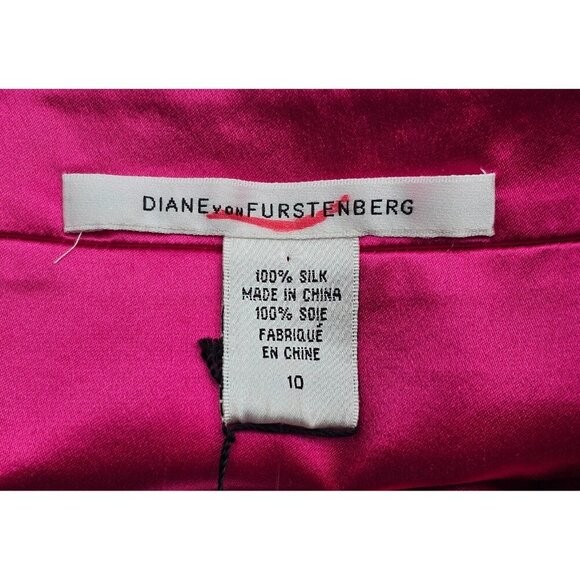 DIANE VON FURSTENBERG
100% SILK
MADE IN CHINA
100% SOIE
FABRIQUÉ
EN CHINE
10